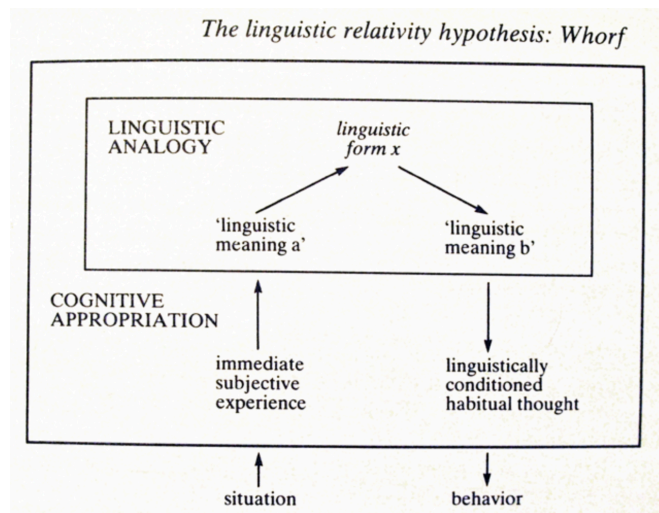 The linguistic relativity hypothesis: Whorf
LINGUISTIC
ANALOGY
linguistic
form x
'linguistic
meaning a'
'linguistic
meaning b'
COGNITIVE
APPROPRIATION
immediate
subjective
experience
linguistically
conditioned
habitual thought
situation
behavior